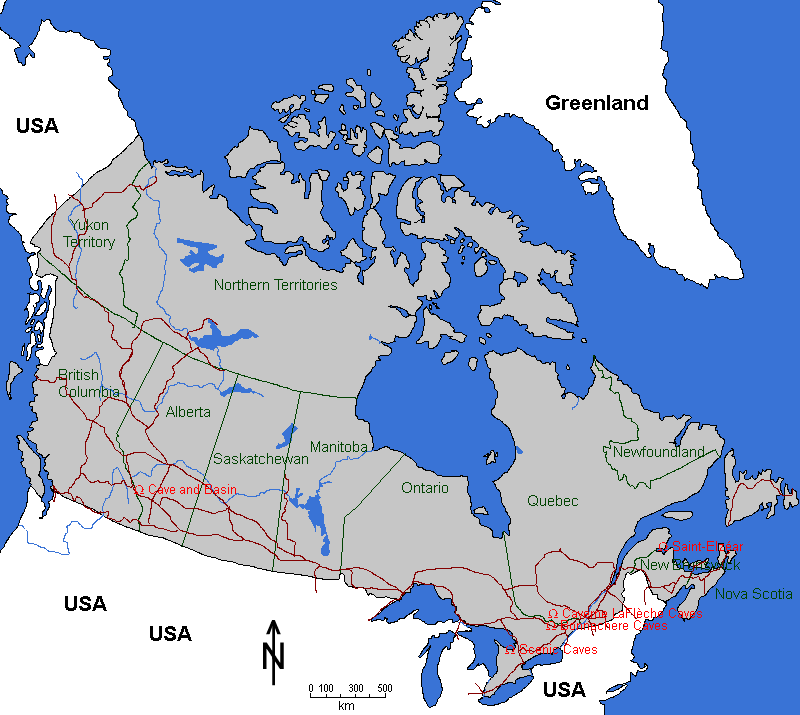 Greenland
USA
Yukon
Territory
Northern Territories
British
Columbia
Alberta
Saskatchewan
Manitoba
Newfoundland
Ω Cave and Basin
Ontario
Quebec
Ω Saint-Elzéar
New Brunswick
Nova Scotia
USA
Ω Caverne LaFlèche Caves
Ω Bonnechere Caves
USA
Ω Scenic Caves
N
USA
0 100 300 500
km